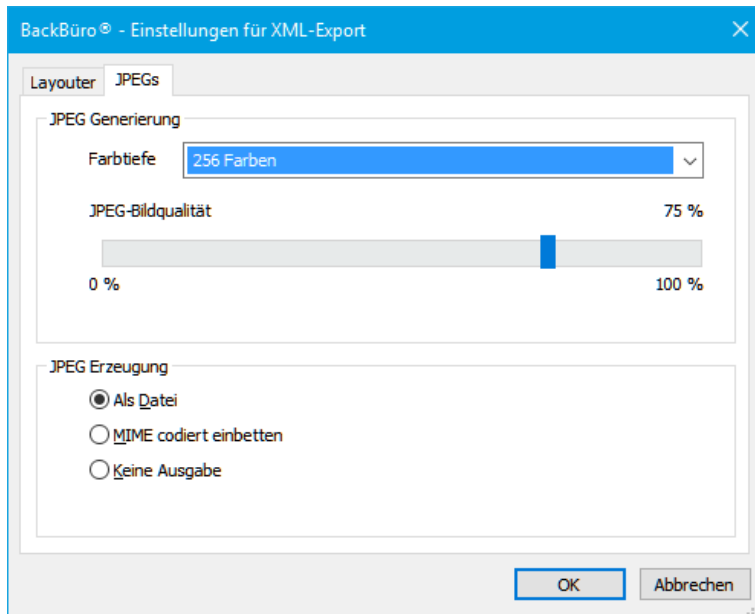 BackBüro® - Einstellungen für XML-Export
Layouter JPEGs
JPEG Generierung
Farbtiefe 256 Farben
JPEG-Bildqualität 75 %
0 % 100 %
JPEG Erzeugung
Als Datei
MIME codiert einbetten
Keine Ausgabe
OK Abbrechen